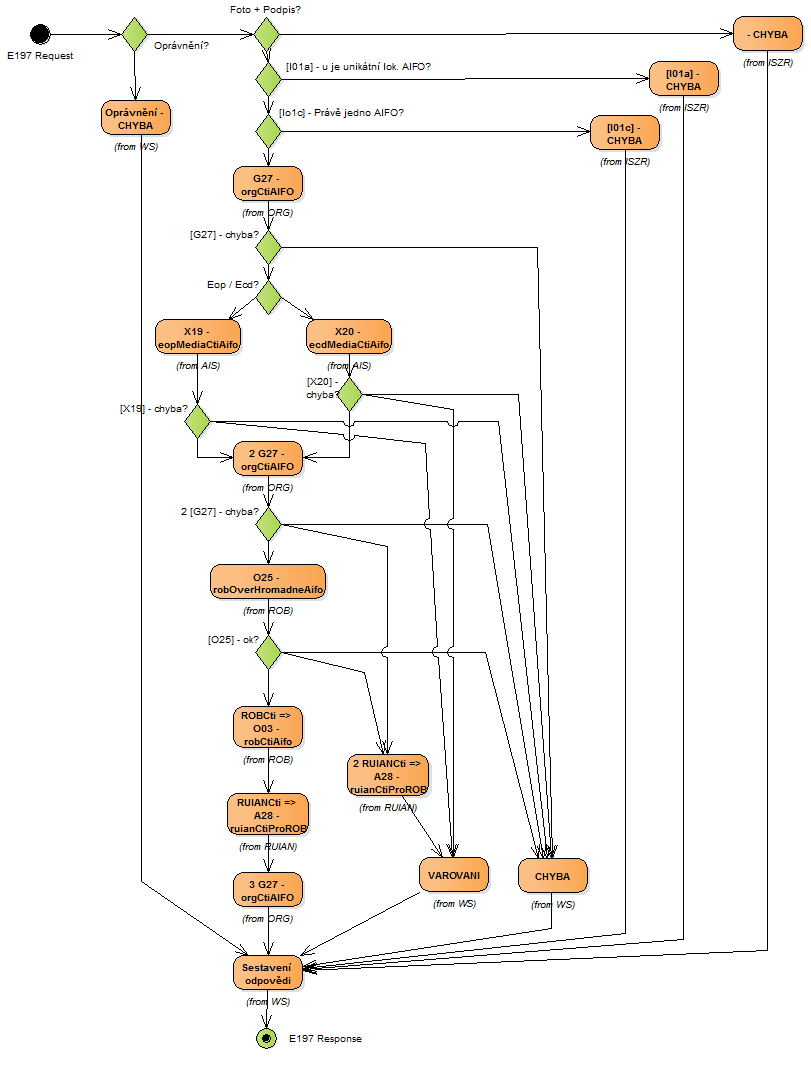 Foto + Podpis?
E197 Request
Oprávnění?
- CHYBA
(from ISZR)
[I01a] - u je unikátní lok. AIFO?
[I01a] -
CHYBA
(from ISZR)
Oprávnění -
CHYBA
(from WS)
[Io1c] - Právě jedno AIFO?
[I01c] -
CHYBA
(from ISZR)
G27 -
orgCtiAIFO
(from ORG)
[G27] - chyba?
Eop / Ecd?
X19 -
eopMediaCtiAifo
(from AIS)
X20 -
ecdMediaCtiAifo
(from AIS)
[X20] -
chyba?
[X19] - chyba?
2 G27 -
orgCtiAIFO
(from ORG)
2 [G27] - chyba?
O25 -
robOverHromadneAifo
(from ROB)
[O25] - ok?
ROBCti =>
O03 -
robCtiAifo
(from ROB)
2 RUIANCti =>
A28 -
ruianCtiProROB
(from RUIAN)
RUIANCti =>
A28 -
ruianCtiProROB
(from RUIAN)
VAROVANI
(from WS)
CHYBA
(from WS)
3 G27 -
orgCtiAIFO
(from ORG)
Sestavení
odpovědi
(from WS)
E197 Response